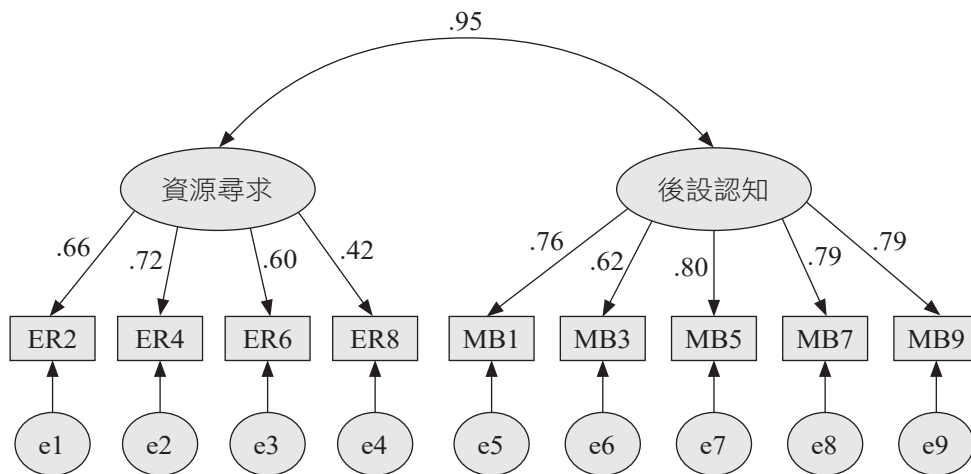 .95
資源尋求
後設認知
.66
.72
.60
.42
.76
.62
.80
.79
.79
ER2
ER4
ER6
ER8
MB1
MB3
MB5
MB7
MB9
e1
e2
e3
e4
e5
e6
e7
e8
e9